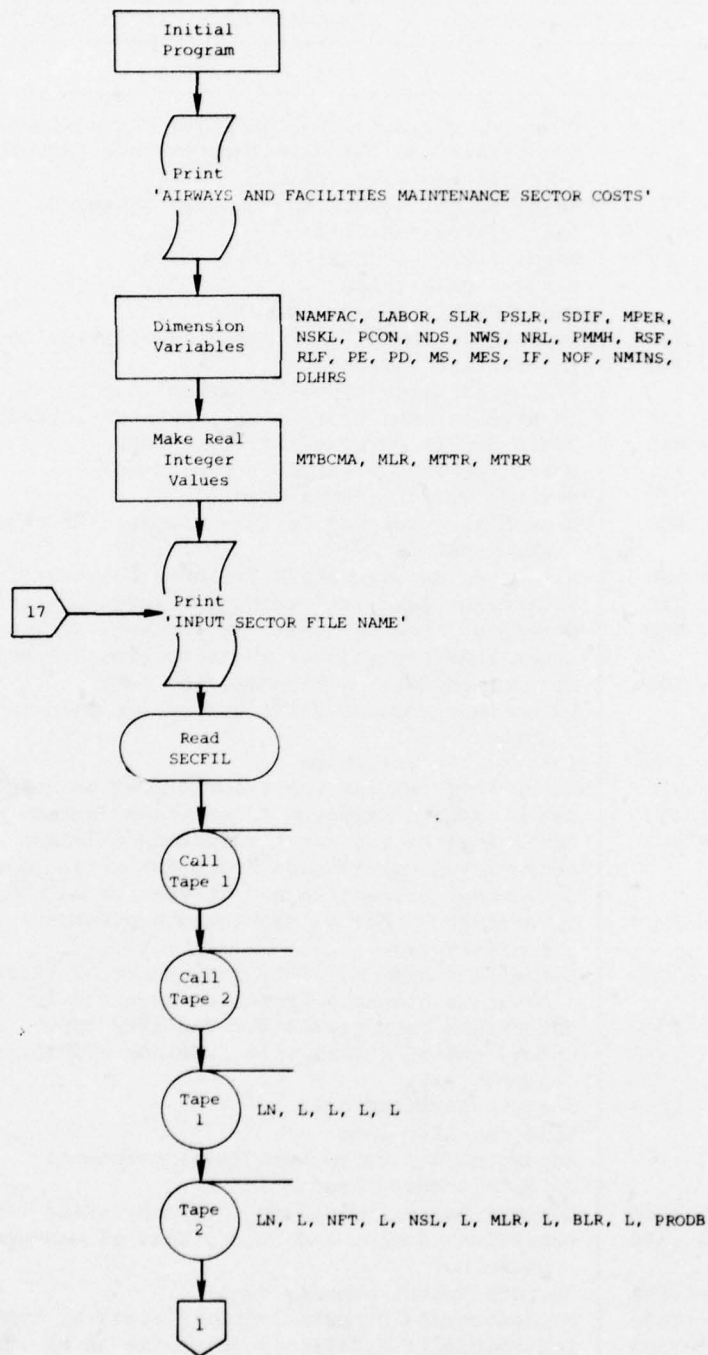 Initial
Program
Print
'AIRWAYS AND FACILITIES MAINTENANCE SECTOR COSTS'
Dimension
Variables
NAMFAC, LABOR, SLR, PSLR, SDIF, MPER,
NSKL, PCON, NDS, NWS, NRL, PMMH, RSF,
RLF, PE, PD, MS, MES, IF, NOF, NMINS,
DLHRS
Make Real
Integer
Values
MTBCMA, MLR, MTTR, MTRR
17
Print
'INPUT SECTOR FILE NAME'
Read
SECFIL
Call
Tape 1
Call
Tape 2
Tape
1
LN, L, L, L, L
Tape
2
LN, L, NFT, L, NSL, L, MLR, L, BLR, L, PRODB
1